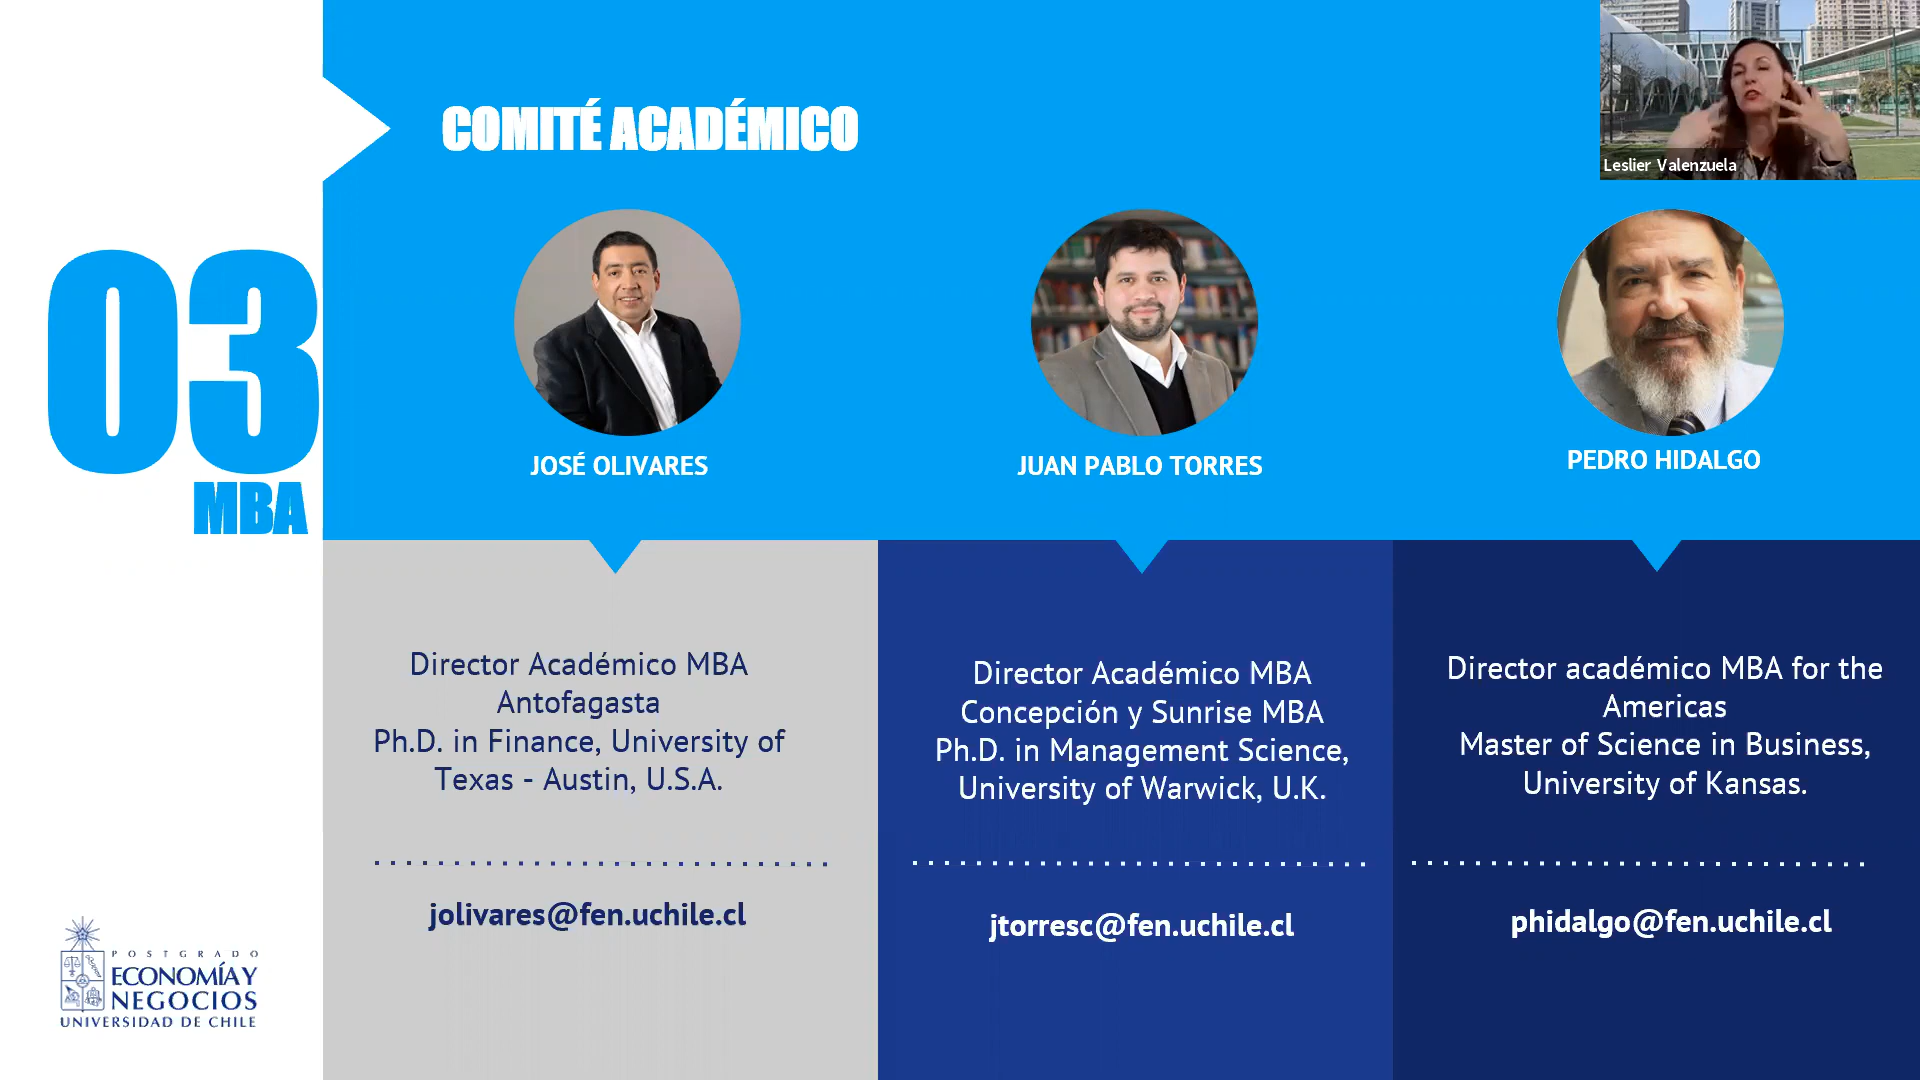 COMITÉ ACADÉMICO
Leslier Valenzuela
03
MBA
JOSÉ OLIVARES
JUAN PABLO TORRES
PEDRO HIDALGO
Director Académico MBA
Antofagasta
Ph.D. in Finance, University of
Texas - Austin, U.S.A.
jolivares@fen.uchile.cl
Director Académico MBA
Concepción y Sunrise MBA
Ph.D. in Management Science,
University of Warwick, U.K.
jtorresc@fen.uchile.cl
Director académico MBA for the
Americas
Master of Science in Business,
University of Kansas.
phidalgo@fen.uchile.cl
POSTGRADO
ECONOMÍA Y
NEGOCIOS
UNIVERSIDAD DE CHILE